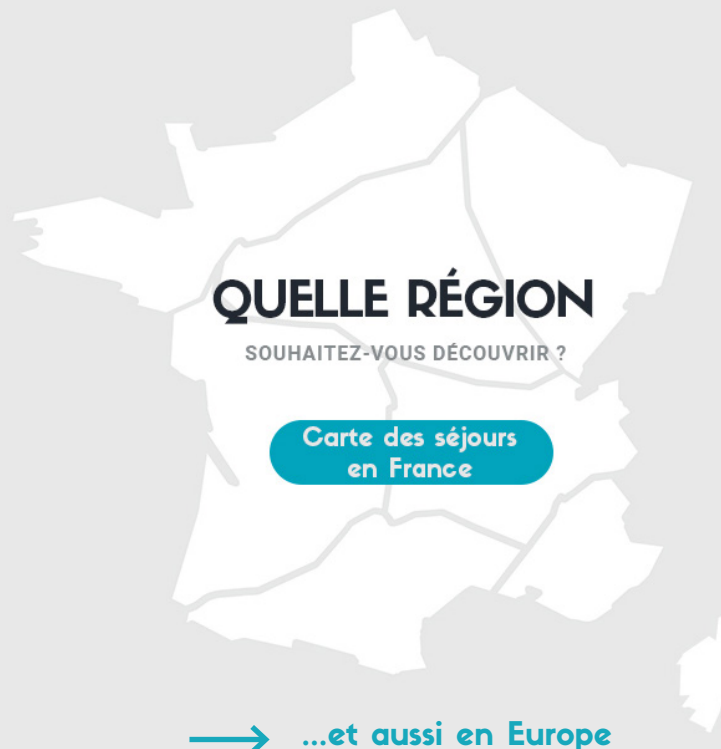 QUELLE RÉGION
SOUHAITEZ-VOUS DÉCOUVRIR ?
Carte des séjours
en France
...et aussi en Europe